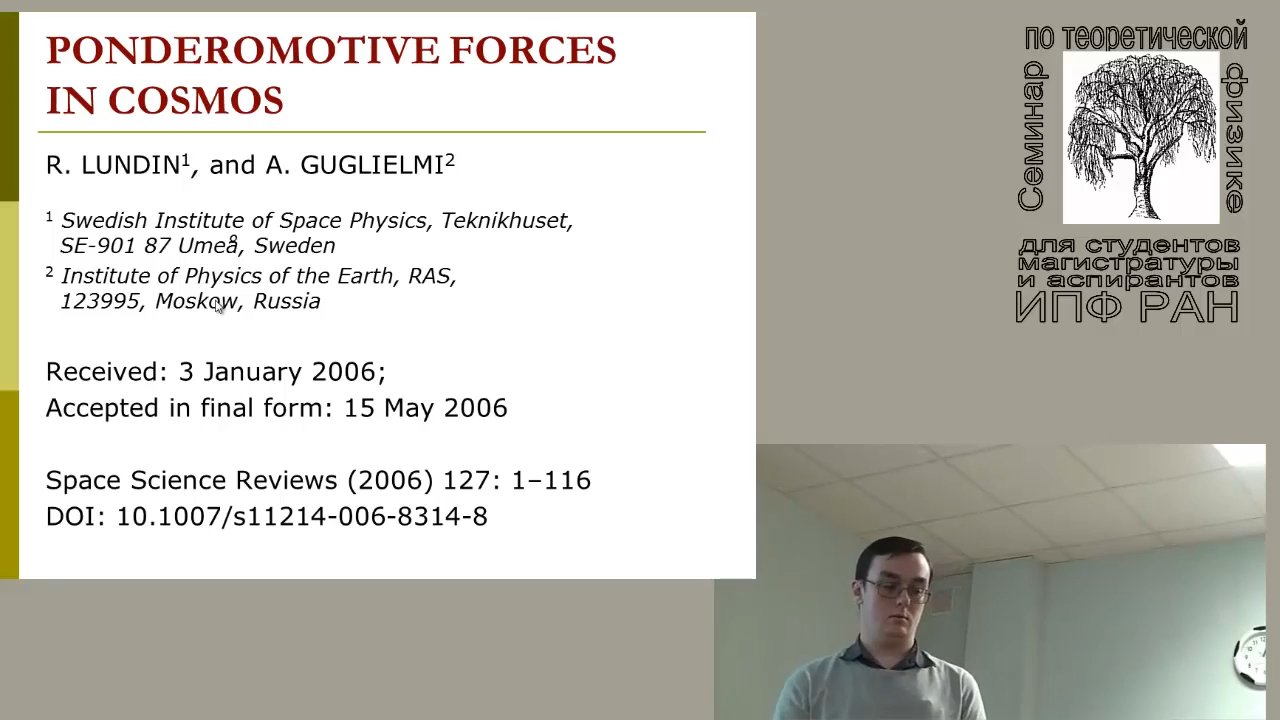 PONDEROMOTIVE FORCES
IN COSMOS
R. LUNDIN¹, and A. GUGLIELMI²
¹ Swedish Institute of Space Physics, Teknikhuset,
SE-901 87 Umeå, Sweden
² Institute of Physics of the Earth, RAS,
123995, Moskow, Russia
Received: 3 January 2006;
Accepted in final form: 15 May 2006
Space Science Reviews (2006) 127: 1–116
DOI: 10.1007/s11214-006-8314-8
Семинар
по теоретической
физике
для студентов
магистратуры
и аспирантов
ИПФ РАН